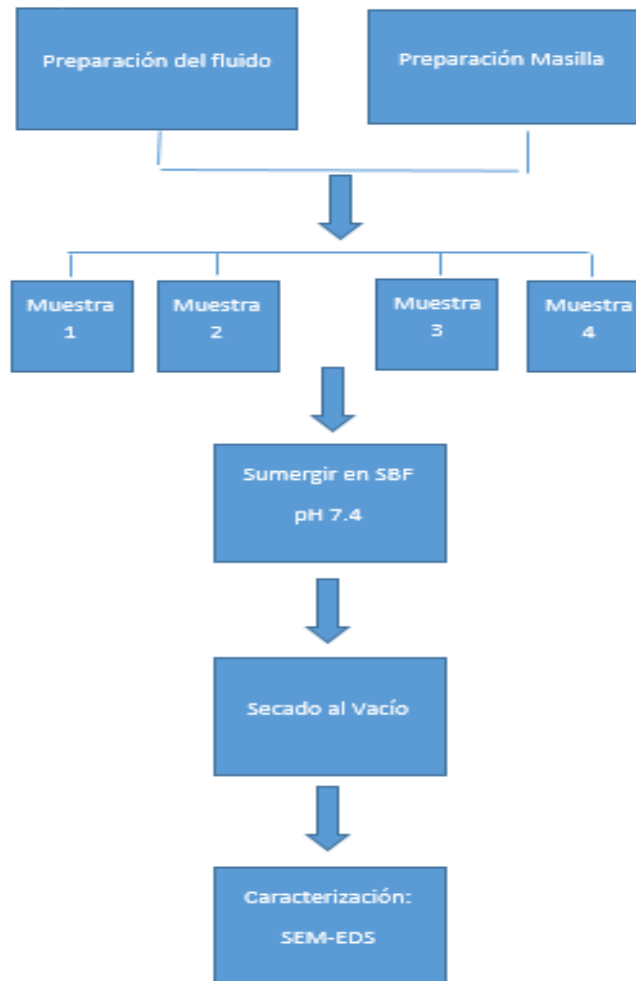 Preparación del fluido
Preparación Masilla
Muestra
1
Muestra
2
Muestra
3
Muestra
4
Sumergir en SBF
pH 7.4
Secado al Vacío
Caracterización:
SEM-EDS